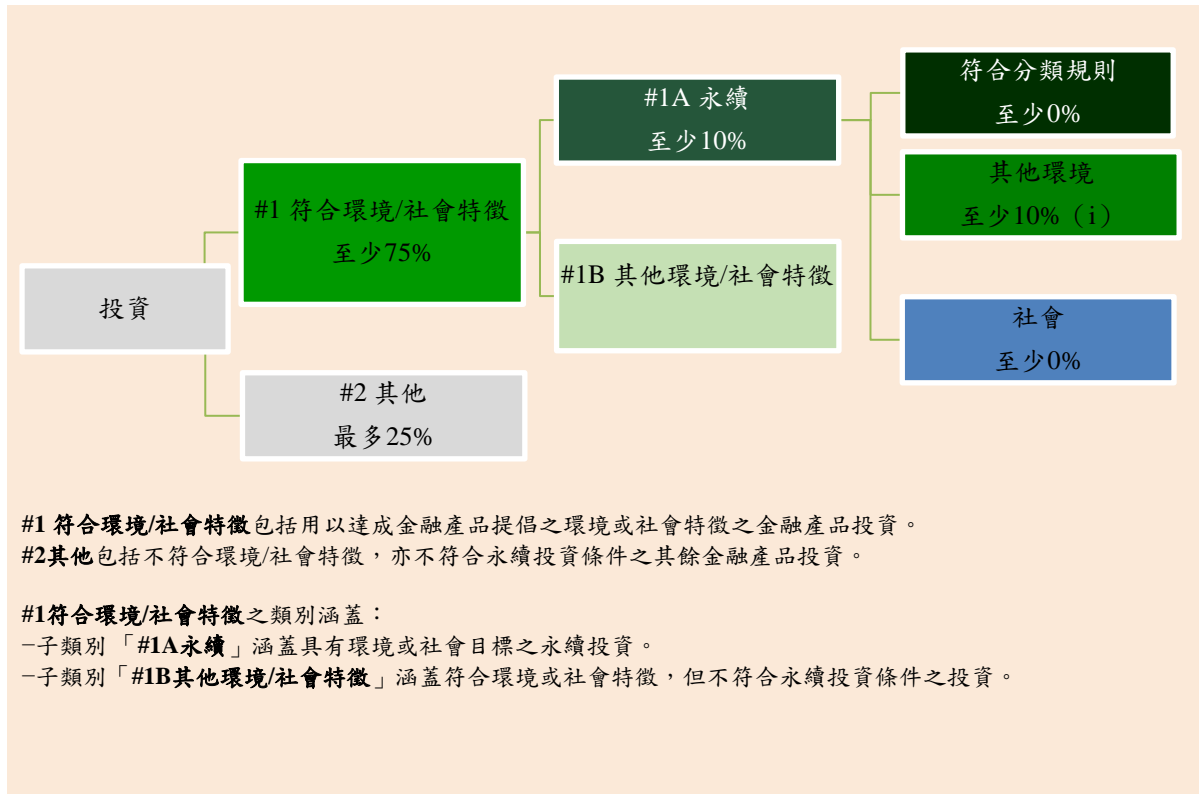 投資
#1 符合環境/社會特徵
至少75%
#2 其他
最多25%
#1A 永續
至少10%
#1B 其他環境/社會特徵
符合分類規則
至少0%
其他環境
至少10%（i）
社會
至少0%
#1 符合環境/社會特徵包括用以達成金融產品提倡之環境或社會特徵之金融產品投資。
#2其他包括不符合環境/社會特徵，亦不符合永續投資條件之其餘金融產品投資。
#1符合環境/社會特徵之類別涵蓋：
−子類別「#1A永續」涵蓋具有環境或社會目標之永續投資。
−子類別「#1B其他環境/社會特徵」涵蓋符合環境或社會特徵，但不符合永續投資條件之投資。